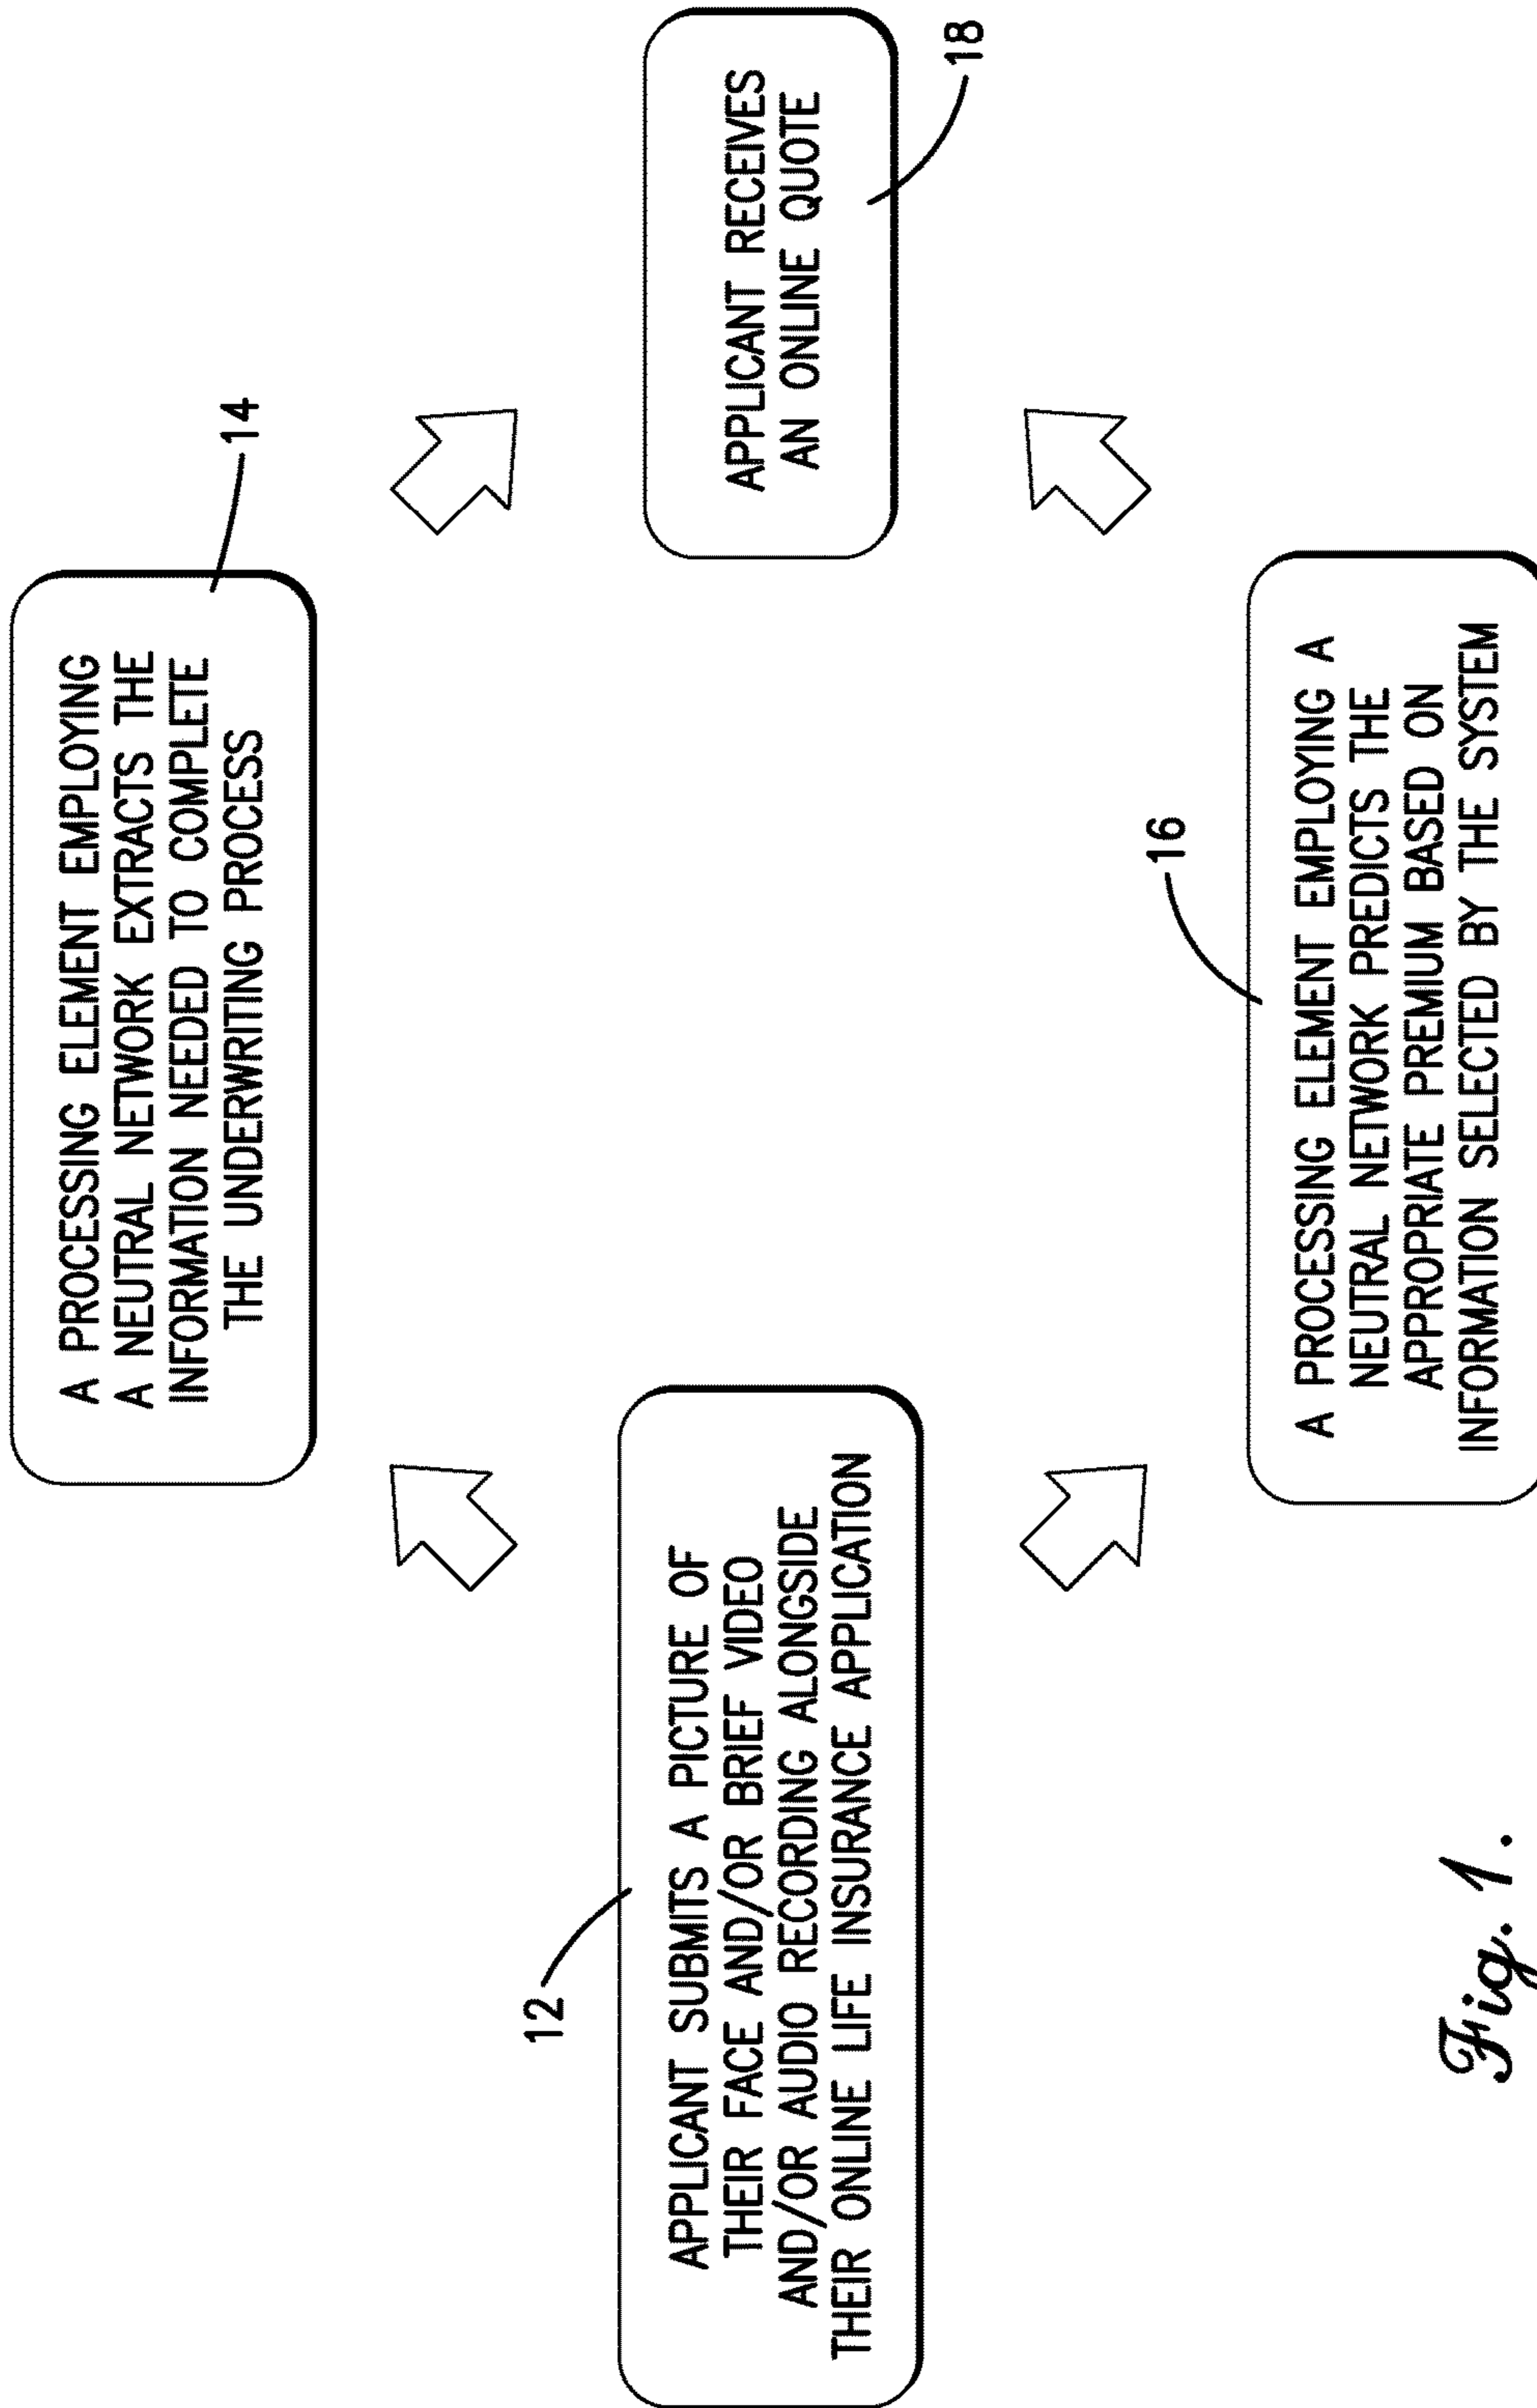 12
APPLICANT SUBMITS A PICTURE OF
THEIR FACE AND/OR BRIEF VIDEO
AND/OR AUDIO RECORDING ALONGSIDE
THEIR ONLINE LIFE INSURANCE APPLICATION
14
A PROCESSING ELEMENT EMPLOYING
A NEUTRAL NETWORK EXTRACTS THE
INFORMATION NEEDED TO COMPLETE
THE UNDERWRITING PROCESS
16
A PROCESSING ELEMENT EMPLOYING A
NEUTRAL NETWORK PREDICTS THE
APPROPRIATE PREMIUM BASED ON
INFORMATION SELECTED BY THE SYSTEM
APPLICANT RECEIVES
AN ONLINE QUOTE
18
Fig. 1.